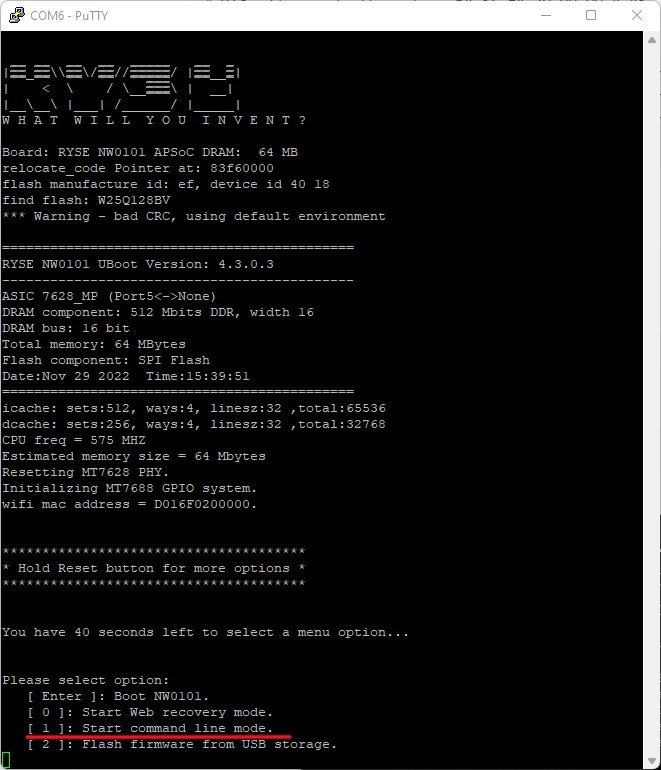 COM6 - PuTTY
W H A T  W I L L  Y O U  I N V E N T ?
Board: RYSE NW0101 APSoC DRAM:  64 MB
relocate_code Pointer at: 83f60000
flash manufacture id: ef, device id 40 18
find flash: W25Q128BV
*** Warning - bad CRC, using default environment
============================================
RYSE NW0101 UBoot Version: 4.3.0.3
--------------------------------------------
ASIC 7628_MP (Port5<->None)
DRAM component: 512 Mbits DDR, width 16
DRAM bus: 16 bit
Total memory: 64 MBytes
Flash component: SPI Flash
Date:Nov 29 2022  Time:15:39:51
============================================
icache: sets:512, ways:4, linesz:32 ,total:65536
dcache: sets:256, ways:4, linesz:32 ,total:32768
CPU freq = 575 MHZ
Estimated memory size = 64 Mbytes
Resetting MT7628 PHY.
Initializing MT7688 GPIO system.
wifi mac address = D016F0200000.
**************************************
* Hold Reset button for more options *
**************************************
You have 40 seconds left to select a menu option...
Please select option:
[ Enter ]: Boot NW0101.
[ 0 ]: Start Web recovery mode.
[ 1 ]: Start command line mode.
[ 2 ]: Flash firmware from USB storage.